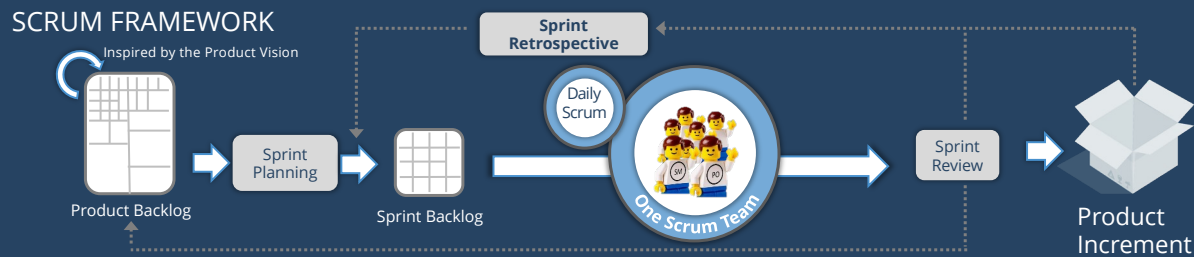 SCRUM FRAMEWORK
Inspired by the Product Vision
Sprint
Retrospective
Daily
Scrum
Sprint
Planning
SM
PO
Sprint
Review
One Scrum Team
Product Backlog
Sprint Backlog
Product
Increment